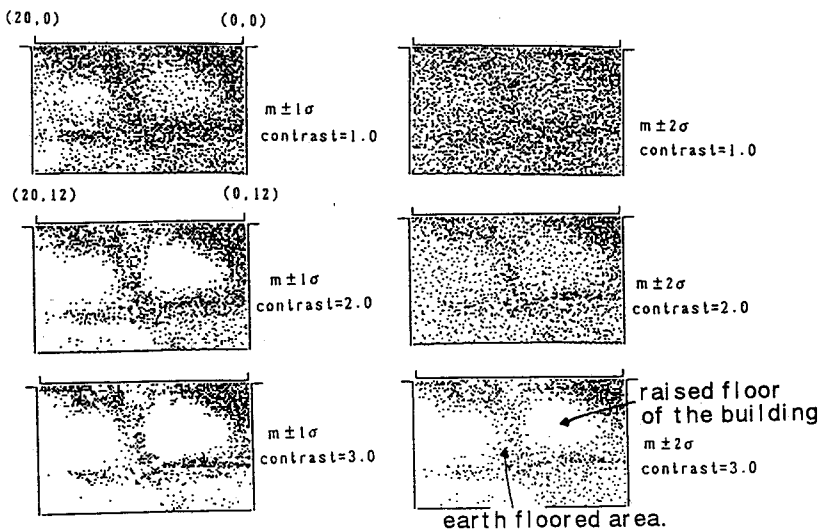 (20,0) (0,0)
m±1σ
contrast=1.0
m±2σ
contrast=1.0
(20,12) (0,12)
m±1σ
contrast=2.0
m±2σ
contrast=2.0
m±1σ
contrast=3.0
raised floor
of the building
m±2σ
contrast=3.0
earth floored area.